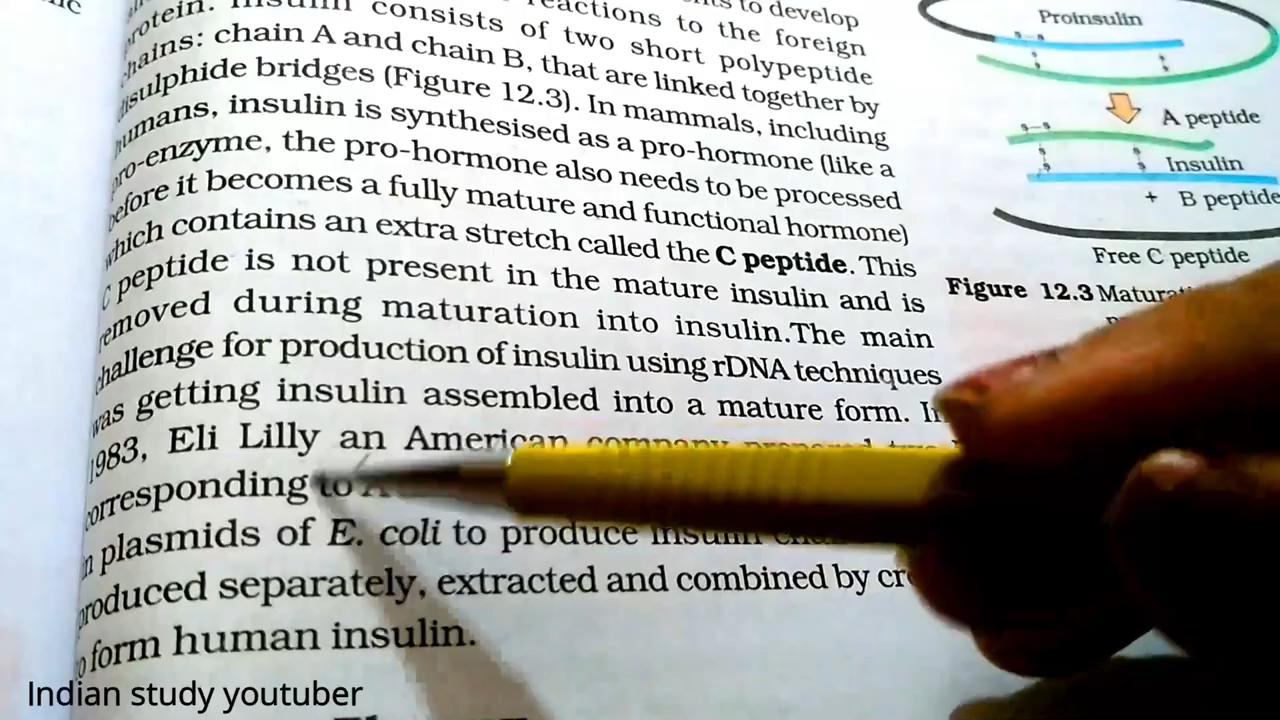 to develop
reactions to the foreign
protein. Insulin consists of two short polypeptide
chains: chain A and chain B, that are linked together by
disulphide bridges (Figure 12.3). In mammals, including
humans, insulin is synthesised as a pro-hormone (like a
pro-enzyme, the pro-hormone also needs to be processed
before it becomes a fully mature and functional hormone)
which contains an extra stretch called the C peptide. This
C peptide is not present in the mature insulin and is
removed during maturation into insulin.The main
challenge for production of insulin using rDNA techniques
was getting insulin assembled into a mature form. In
1983, Eli Lilly an American company prepared
corresponding to A
in plasmids of E. coli to produce insulin
produced separately, extracted and combined by
to form human insulin.
Proinsulin
A peptide
Insulin
+ B peptide
Free C peptide
Figure 12.3
Indian study youtuber